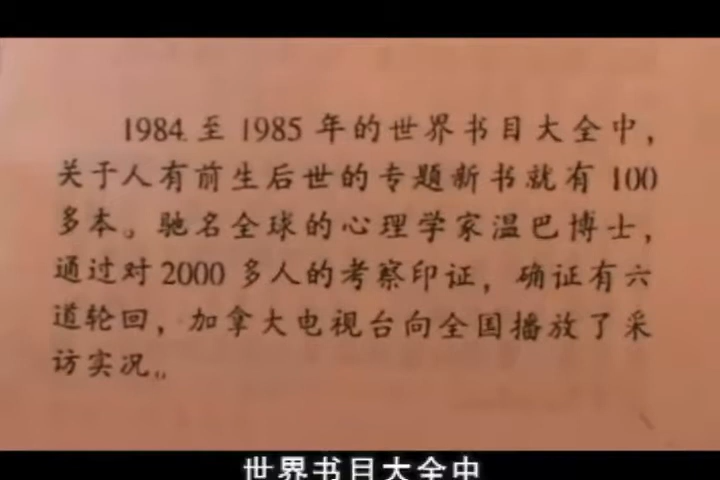 1984 至 1985 年的世界书目大全中，
关于人有前生后世的专题新书就有 100
多本。驰名全球的心理学家温巴博士，
通过对 2000 多人的考察印证，确证有六
道轮回，加拿大电视台向全国播放了采
访实况。
世界书目大全中